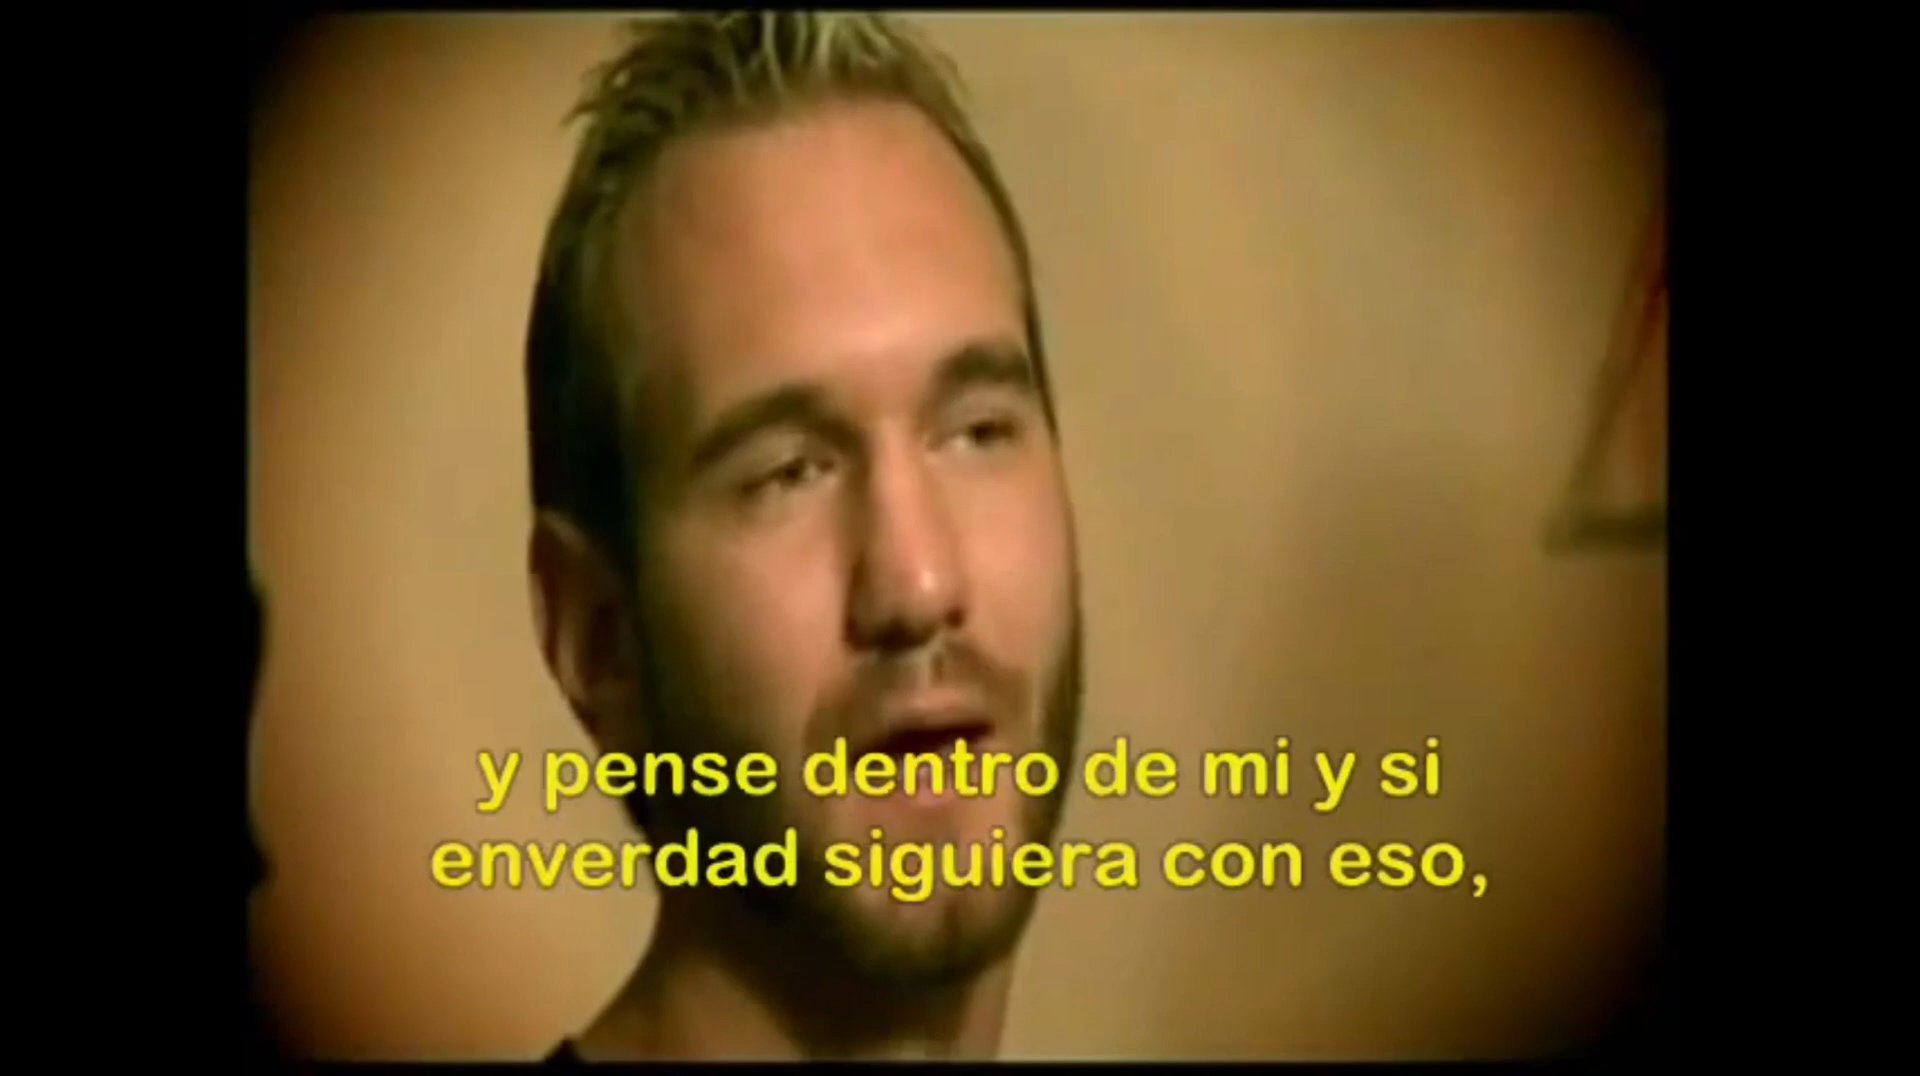 y pense dentro de mi y si
enverdad siguiera con eso,